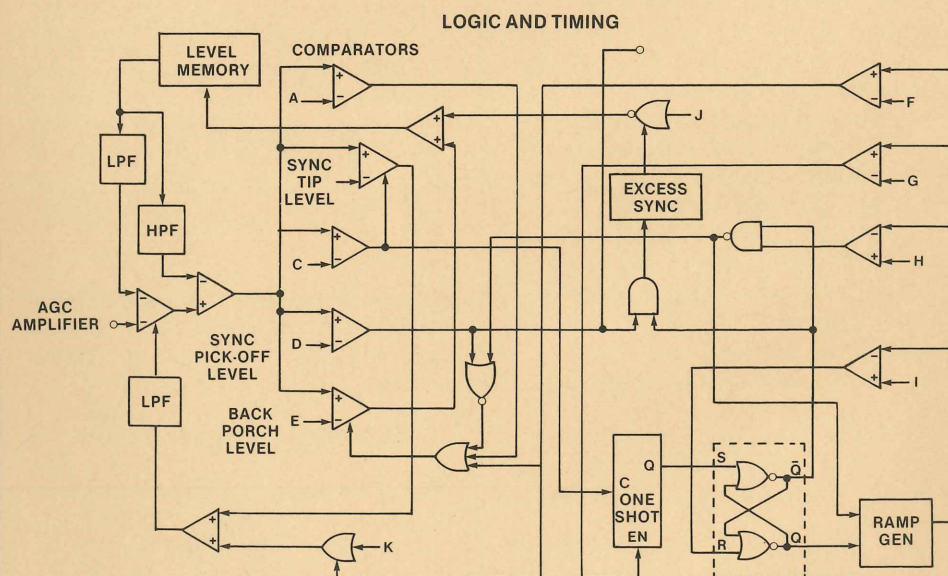 LOGIC AND TIMING
LEVEL
MEMORY
COMPARATORS
+
−
A
+
−
F
+
+
J
LPF
SYNC
TIP
LEVEL
+
−
+
−
G
EXCESS
SYNC
HPF
+
−
C
−
+
H
−
+
AGC
AMPLIFIER
−
−
SYNC
PICK-OFF
LEVEL
+
−
D
−
+
I
LPF
BACK
PORCH
LEVEL
+
−
E
Q
C
ONE
SHOT
EN
S
Q̄
R
Q
RAMP
GEN
+
+
K